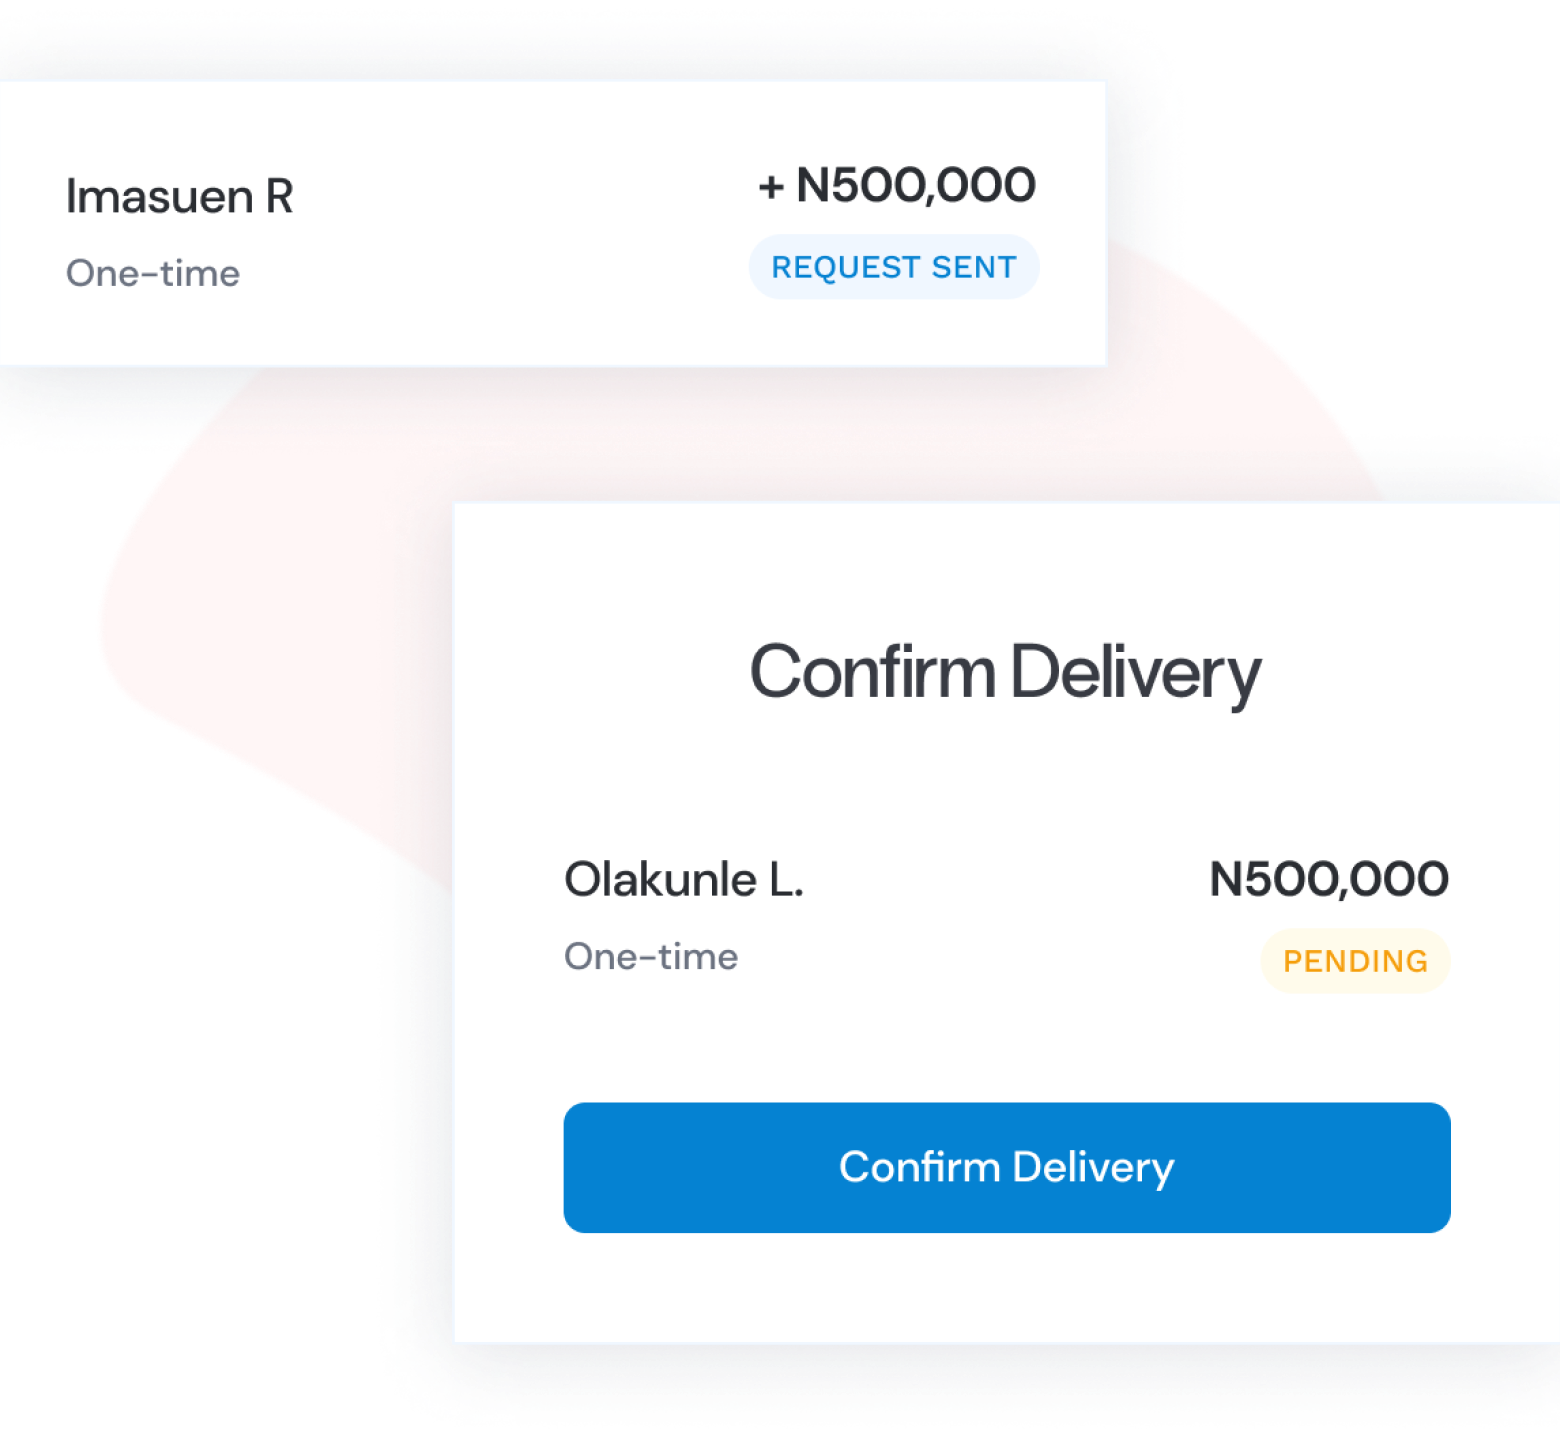 Imasuen R
+ N500,000
One-time
REQUEST SENT
Confirm Delivery
Olakunle L.
N500,000
One-time
PENDING
Confirm Delivery